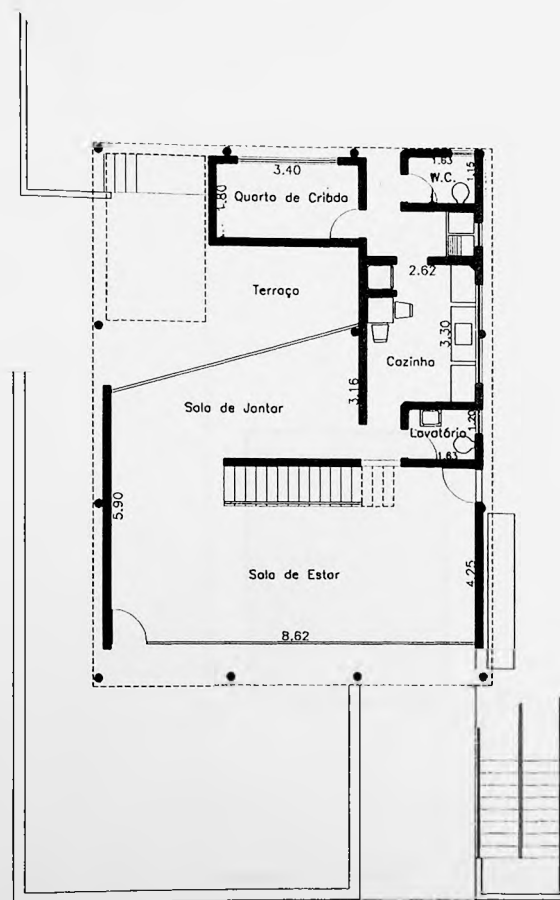 1.63
1.15
W.C.
3.40
1.80
Quarto de Criada
2.62
Terraço
3.30
Cozinha
3.16
Sala de Jantar
1.20
Lavatório
1.63
5.90
Sala de Estar
4.25
8.62